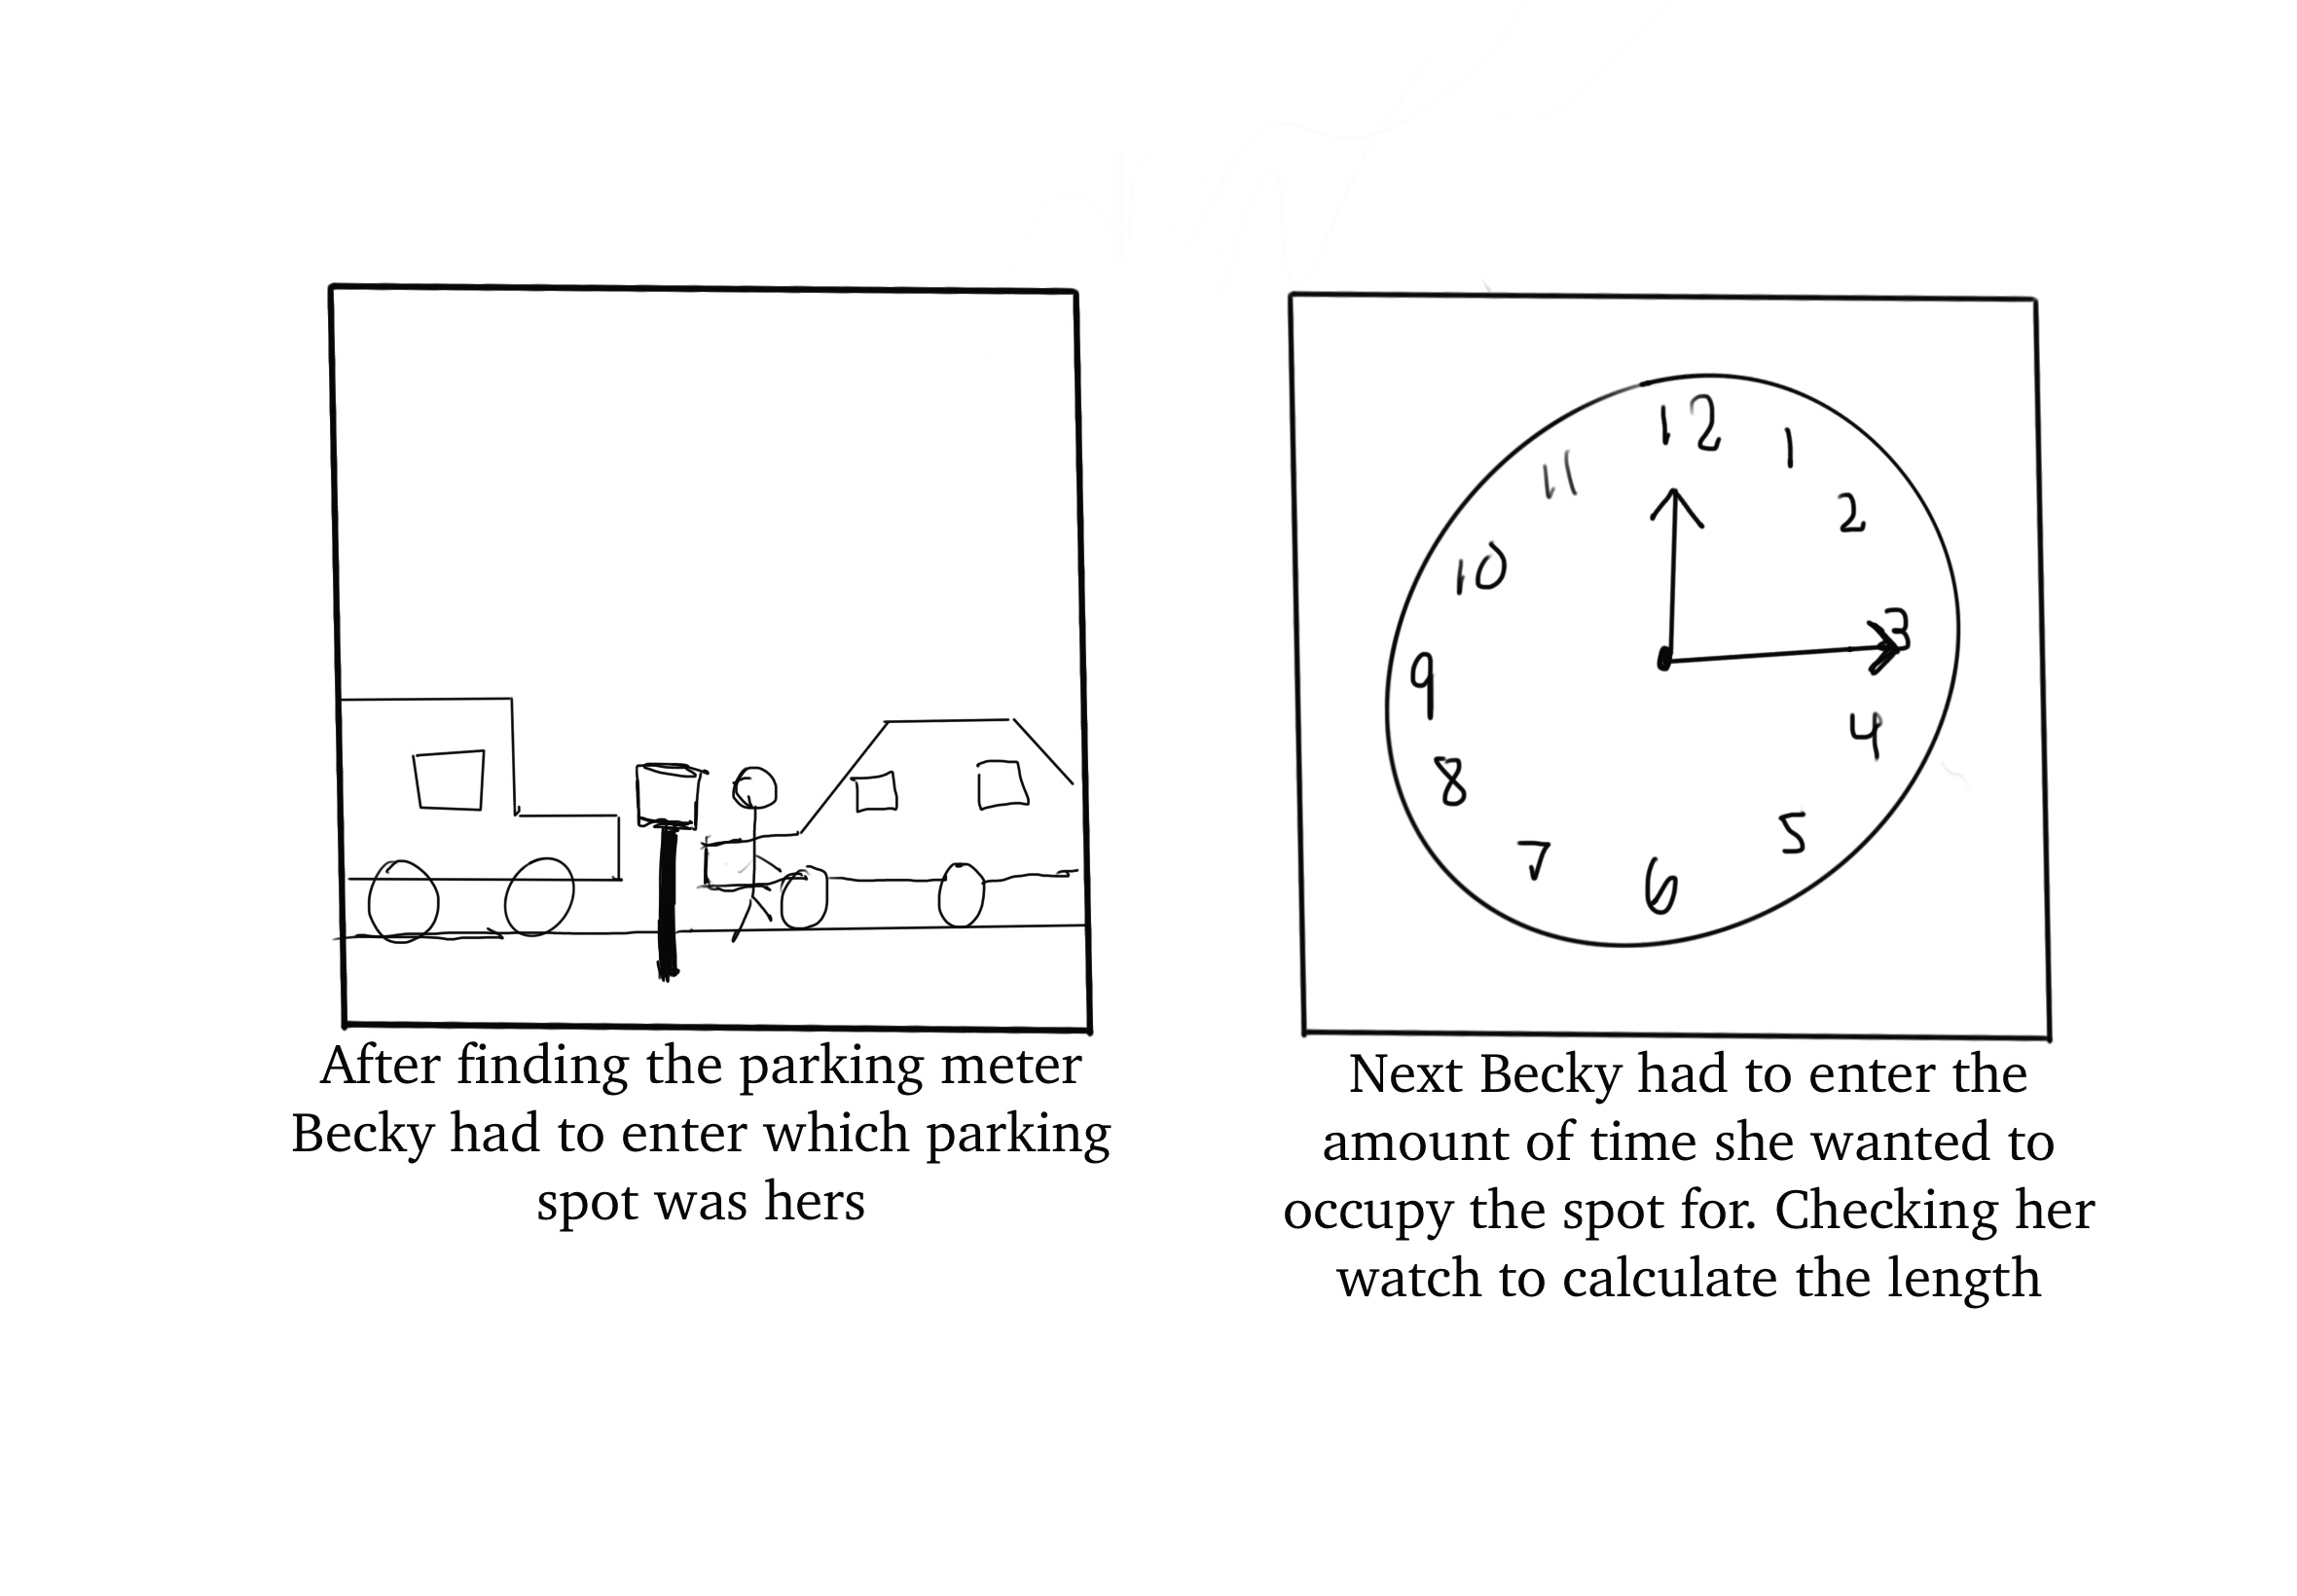 After finding the parking meter
Becky had to enter which parking
spot was hers
12
1
2
3
4
5
6
7
8
9
10
11
Next Becky had to enter the
amount of time she wanted to
occupy the spot for. Checking her
watch to calculate the length